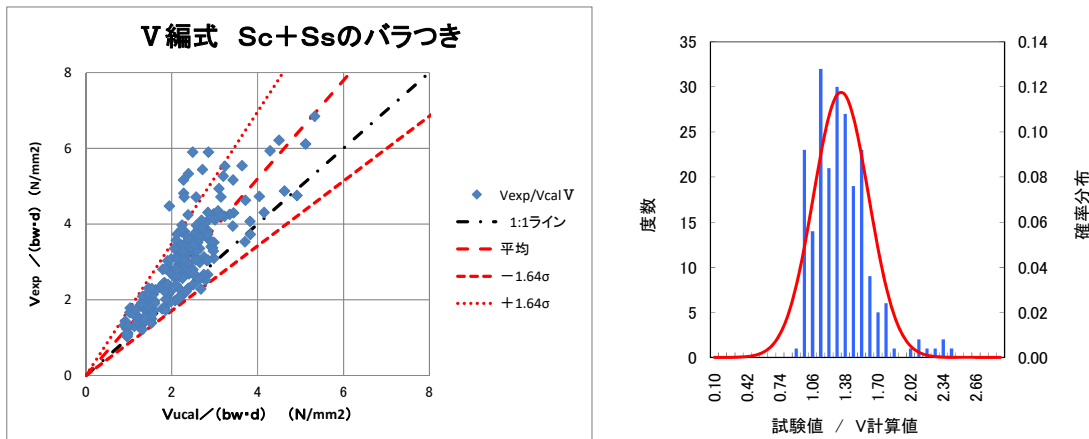 Ⅴ編式 Sc+Ssのバラつき
8
6
4
2
0
0 2 4 6 8
Vexp /(bw・d) (N/mm2)
Vucal/(bw・d) (N/mm2)
Vexp/VcalⅤ
1:1ライン
平均
-1.64σ
+1.64σ
35
30
25
20
15
10
5
0
度数
0.14
0.12
0.10
0.08
0.06
0.04
0.02
0.00
確率分布
0.10 0.42 0.74 1.06 1.38 1.70 2.02 2.34 2.66
試験値 / V計算値